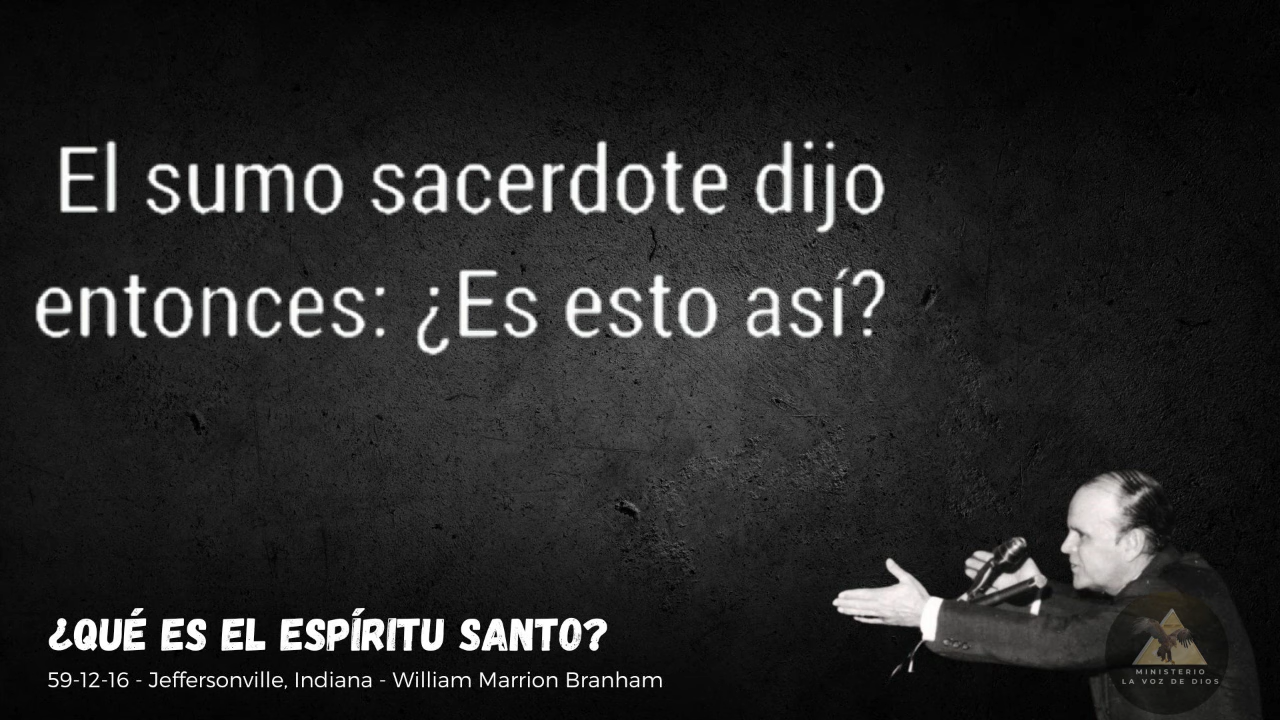 El sumo sacerdote dijo
entonces: ¿Es esto así?
¿QUÉ ES EL ESPÍRITU SANTO?
59-12-16 - Jeffersonville, Indiana - William Marrion Branham
MINISTERIO
LA VOZ DE DIOS